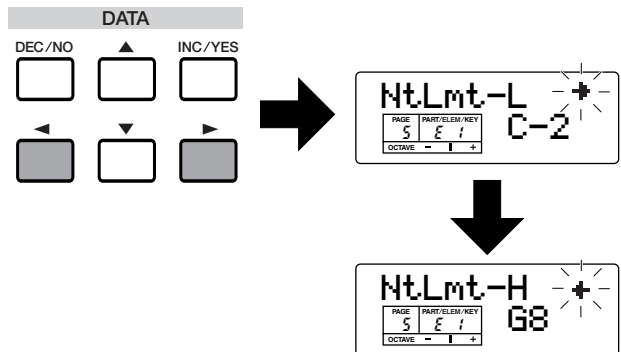 DATA
DEC/NO ▲ INC/YES
◄ ▼ ►
NtLmt-L
PAGE PART/ELEM/KEY
5 E 1 C-2
OCTAVE – +
NtLmt-H
PAGE PART/ELEM/KEY
5 E 1 G8
OCTAVE – +